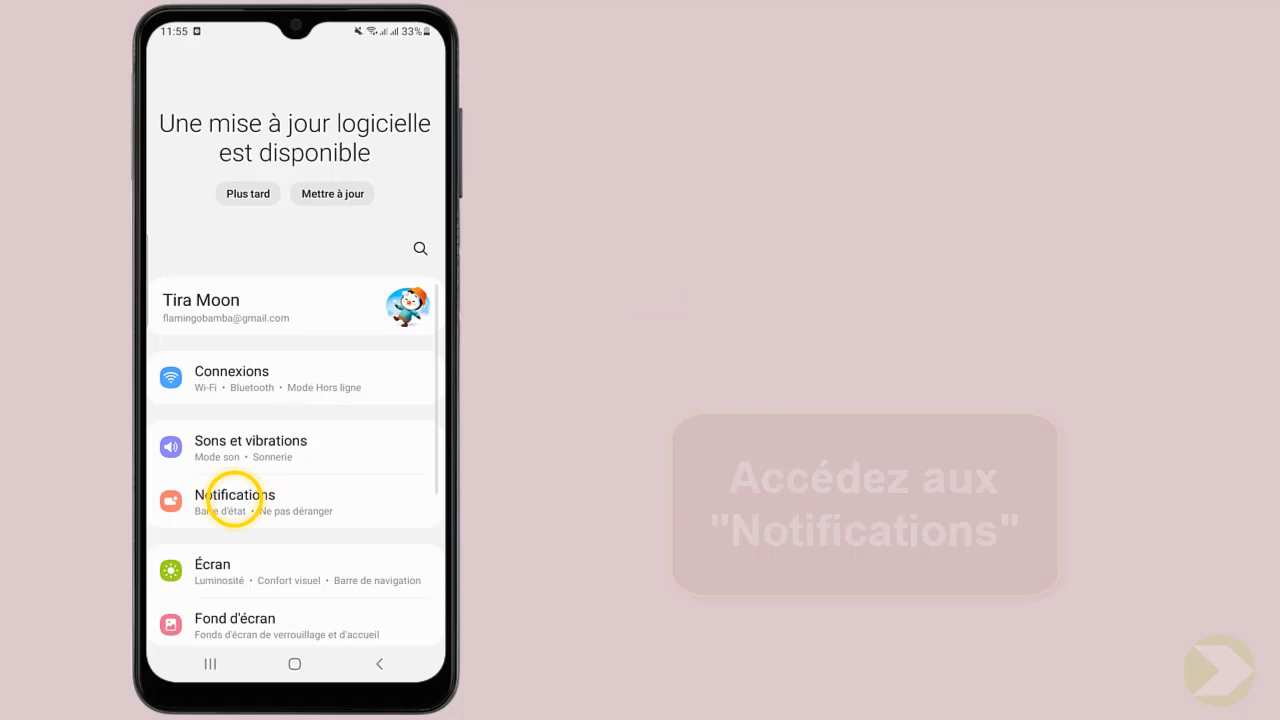 11:55
33%
Une mise à jour logicielle
est disponible
Plus tard
Mettre à jour
Tira Moon
flamingobamba@gmail.com
Connexions
Wi-Fi • Bluetooth • Mode Hors ligne
Sons et vibrations
Mode son • Sonnerie
Notifications
Barre d'état • Ne pas déranger
Écran
Luminosité • Confort visuel • Barre de navigation
Fond d'écran
Fonds d'écran de verrouillage et d'accueil
Accédez aux
"Notifications"